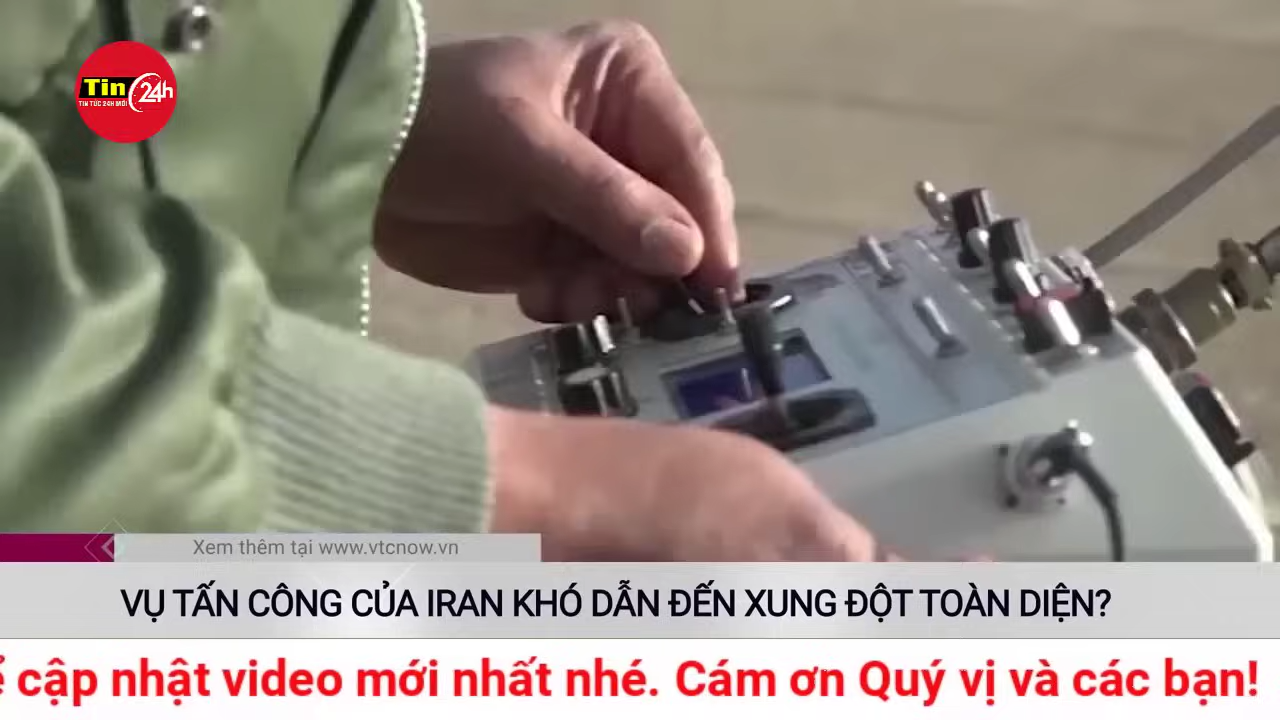 Tin 24h
TIN TỨC 24H MỚI
Xem thêm tại www.vtcnow.vn
VỤ TẤN CÔNG CỦA IRAN KHÓ DẪN ĐẾN XUNG ĐỘT TOÀN DIỆN?
cập nhật video mới nhất nhé. Cám ơn Quý vị và các bạn!